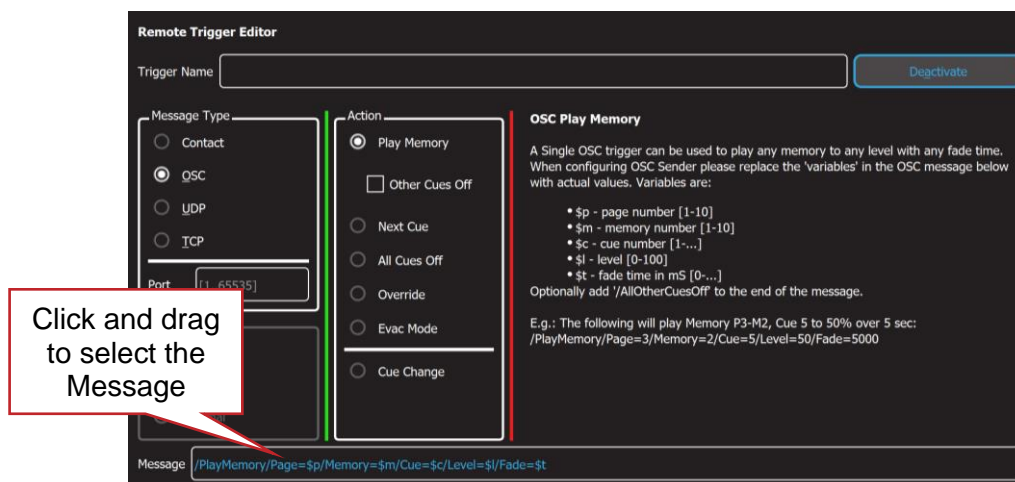 Remote Trigger Editor
Trigger Name
Deactivate
Message Type
Contact
OSC
UDP
TCP
Port [1..65535]
Action
Play Memory
Other Cues Off
Next Cue
All Cues Off
Override
Evac Mode
Cue Change
OSC Play Memory
A Single OSC trigger can be used to play any memory to any level with any fade time.
When configuring OSC Sender please replace the 'variables' in the OSC message below
with actual values. Variables are:
• $p - page number [1-10]
• $m - memory number [1-10]
• $c - cue number [1-...]
• $l - level [0-100]
• $t - fade time in mS [0-...]
Optionally add '/AllOtherCuesOff' to the end of the message.
E.g.: The following will play Memory P3-M2, Cue 5 to 50% over 5 sec:
/PlayMemory/Page=3/Memory=2/Cue=5/Level=50/Fade=5000
Click and drag
to select the
Message
Message /PlayMemory/Page=$p/Memory=$m/Cue=$c/Level=$l/Fade=$t